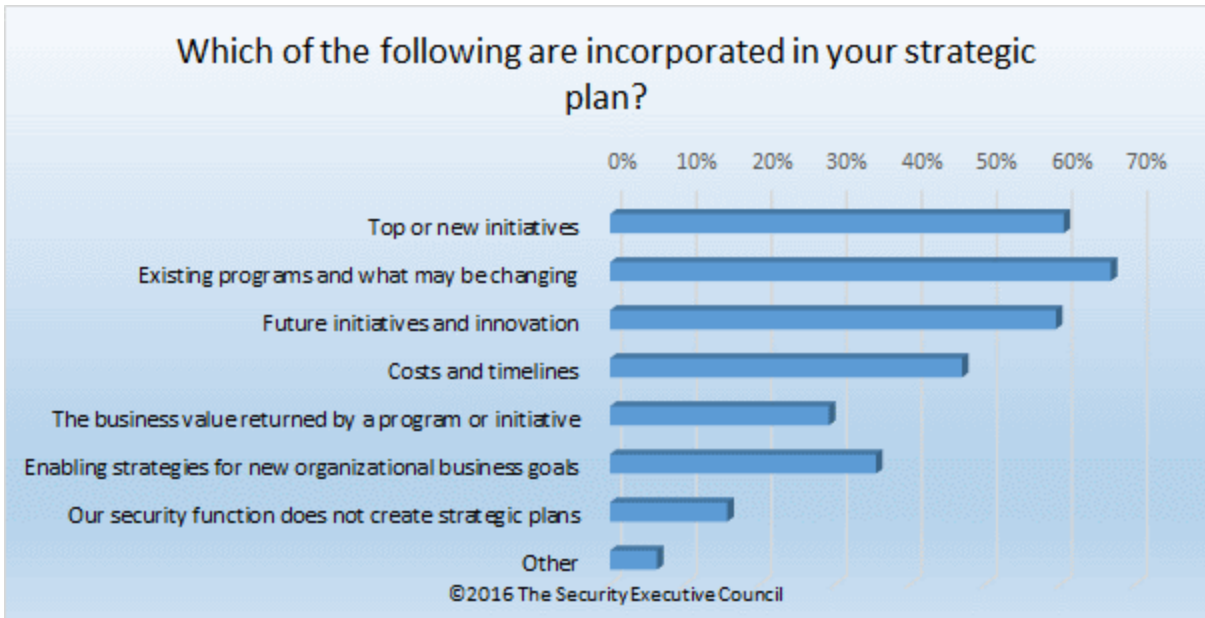 Which of the following are incorporated in your strategic
plan?
0% 10% 20% 30% 40% 50% 60% 70%
Top or new initiatives
Existing programs and what may be changing
Future initiatives and innovation
Costs and timelines
The business value returned by a program or initiative
Enabling strategies for new organizational business goals
Our security function does not create strategic plans
Other
©2016 The Security Executive Council